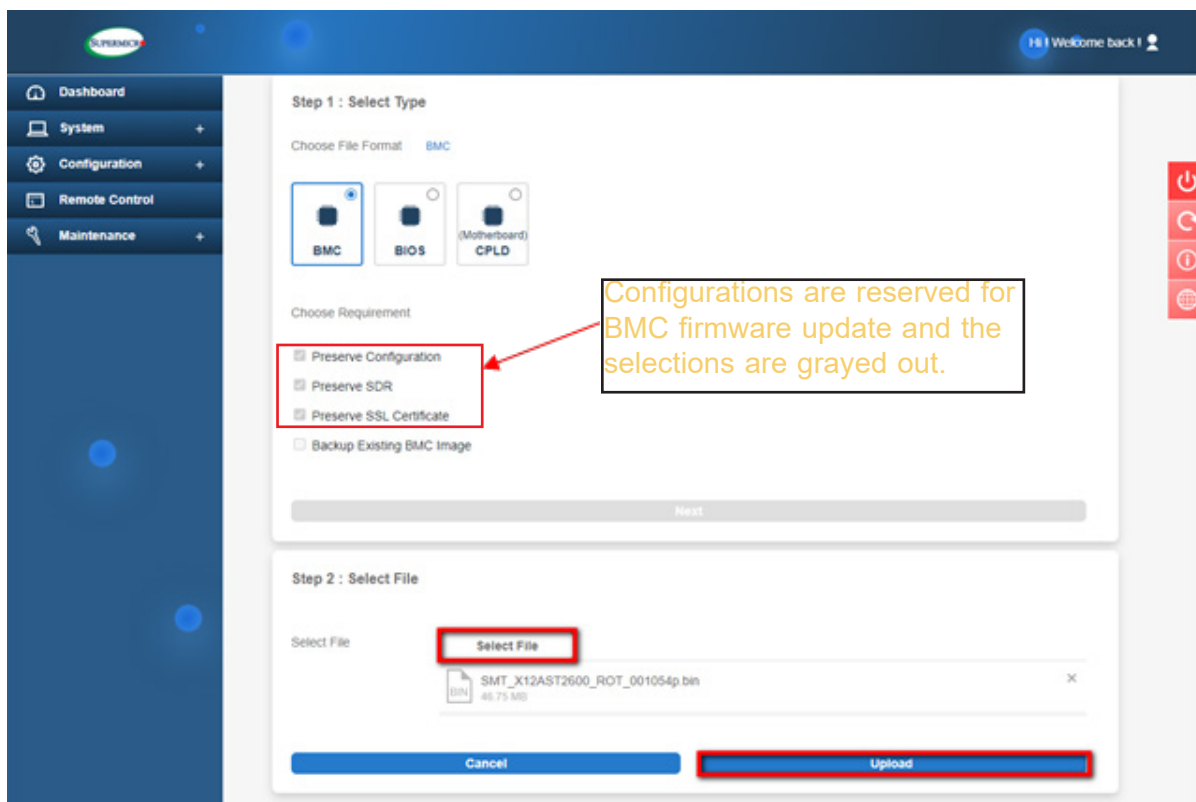 SUPERMICR
Hi ! Welcome back !
Dashboard
System +
Configuration +
Remote Control
Maintenance +
Step 1 : Select Type
Choose File Format BMC
BMC
BIOS
(Motherboard)
CPLD
Configurations are reserved for
BMC firmware update and the
selections are grayed out.
Choose Requirement
Preserve Configuration
Preserve SDR
Preserve SSL Certificate
Backup Existing BMC Image
Next
Step 2 : Select File
Select File
Select File
BIN
SMT_X12AST2600_ROT_001054p.bin
46.75 MB
Cancel
Upload